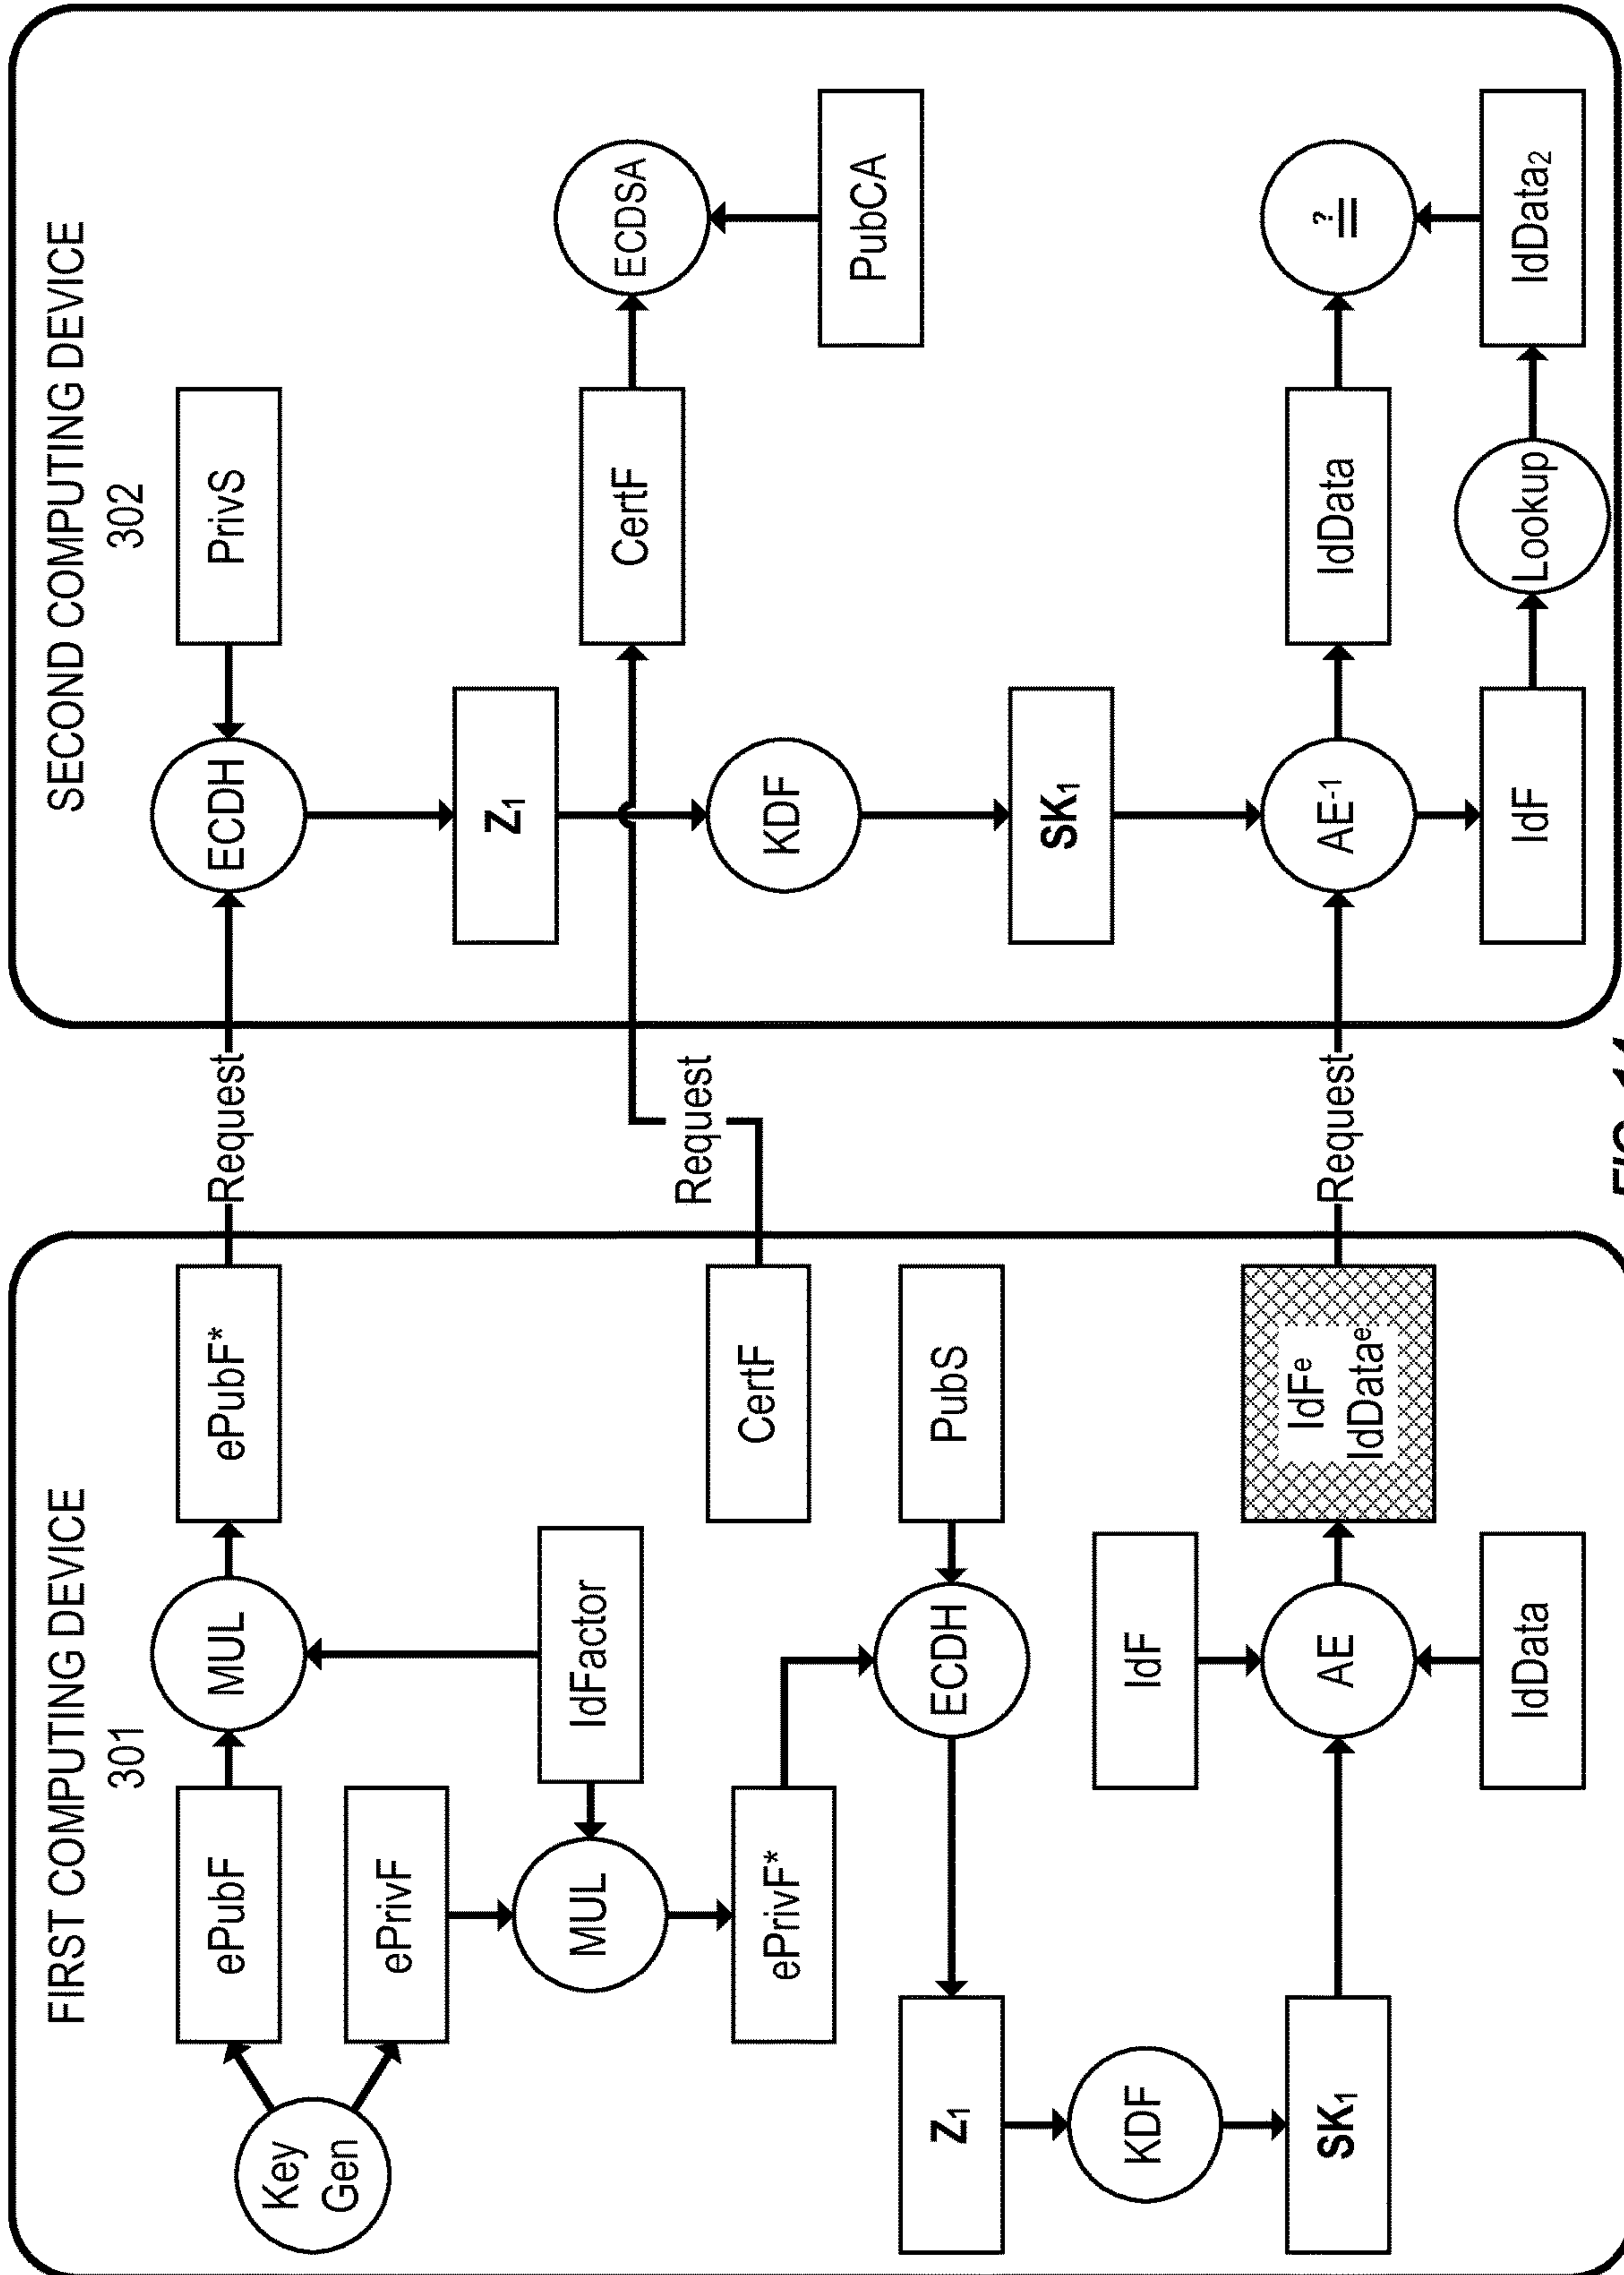 FIRST COMPUTING DEVICE
301
Key
Gen
ePubF
MUL
ePubF*
ePrivF
MUL
IdFactor
ePrivF*
CertF
Z₁
ECDH
PubS
KDF
IdF
SK₁
AE
IdFᵉ
IdDataᵉ
IdData
Request
Request
Request
SECOND COMPUTING DEVICE
302
ECDH
PrivS
Z₁
CertF
ECDSA
KDF
PubCA
SK₁
AE⁻¹
IdData
?
=
IdF
Lookup
IdData₂